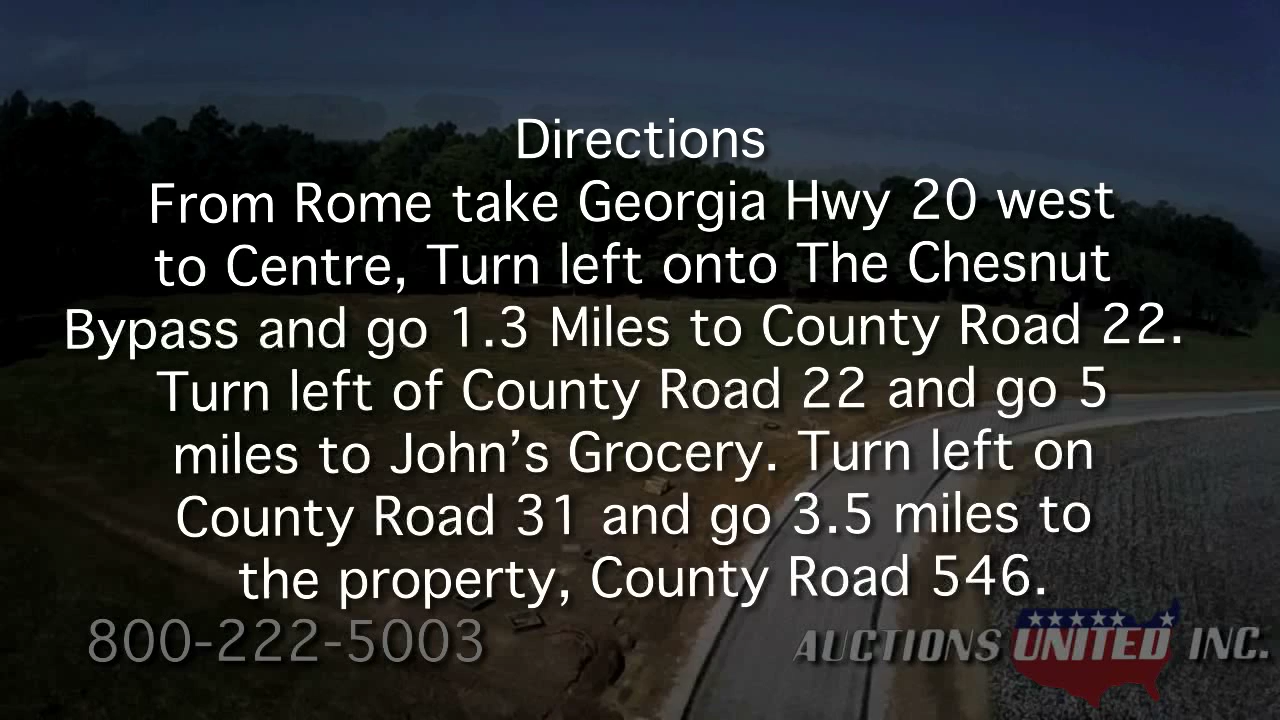 Directions
From Rome take Georgia Hwy 20 west
to Centre, Turn left onto The Chesnut
Bypass and go 1.3 Miles to County Road 22.
Turn left of County Road 22 and go 5
miles to John’s Grocery. Turn left on
County Road 31 and go 3.5 miles to
the property, County Road 546.
800-222-5003
AUCTIONS UNITED INC.